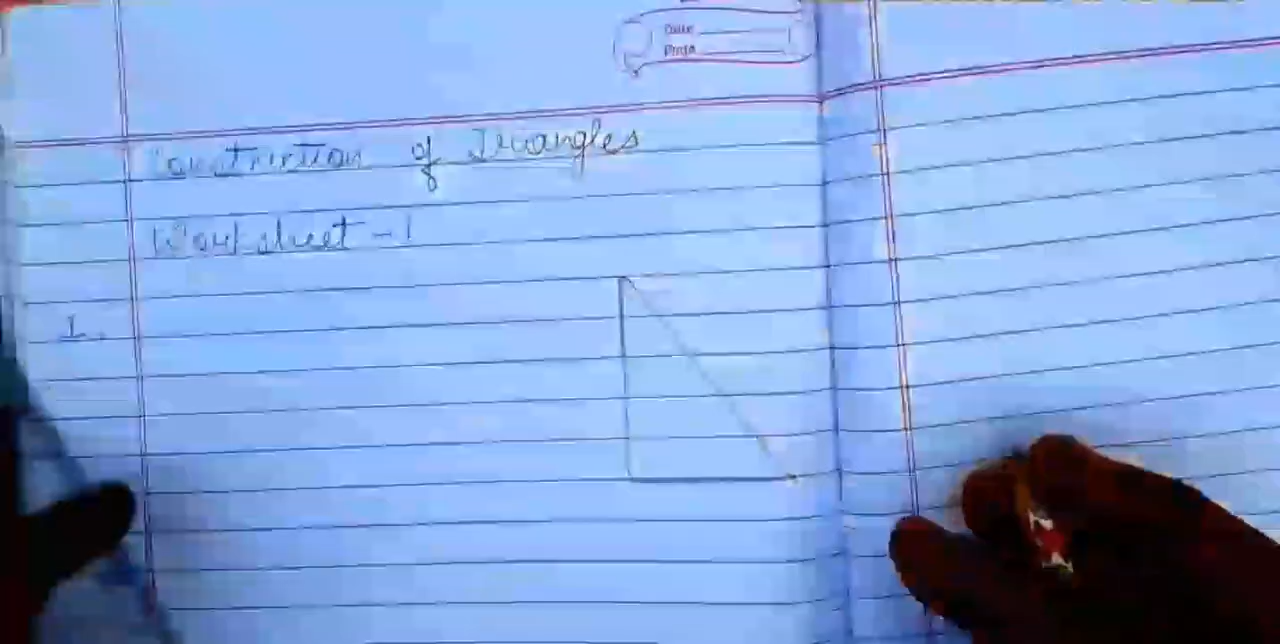 Date
Page
Construction of Triangles
Worksheet - 1
1.